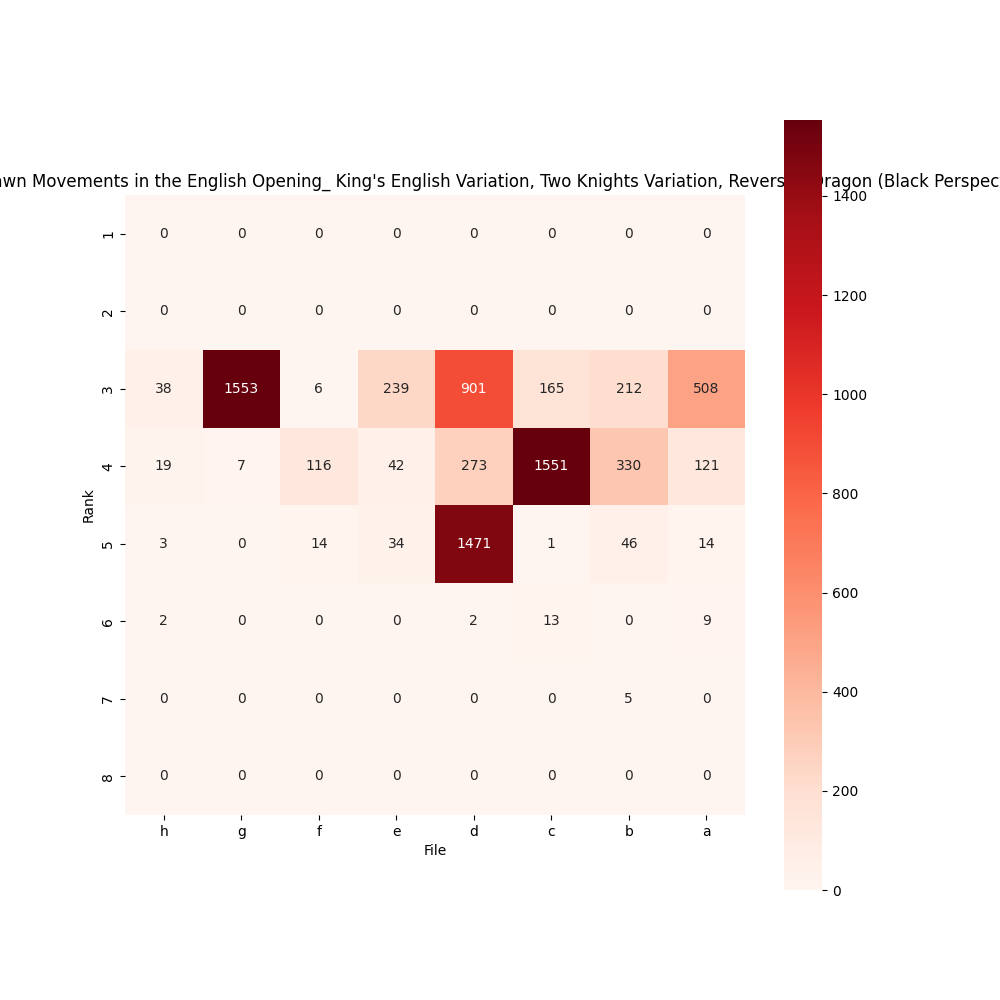 Movements in the English Opening_ King's English Variation, Two Knights Variation, Dragon (Black
1400
1 0 0 0 0 0 0 0 0
1200
2 0 0 0 0 0 0 0 0
3 38 1553 6 239 901 165 212 508
1000
4 19 7 116 42 273 1551 330 121
800
Rank
5 3 0 14 34 1471 1 46 14
600
6 2 0 0 0 2 13 0 9
400
7 0 0 0 0 0 0 5 0
200
8 0 0 0 0 0 0 0 0
h g f e d c b a
File
0